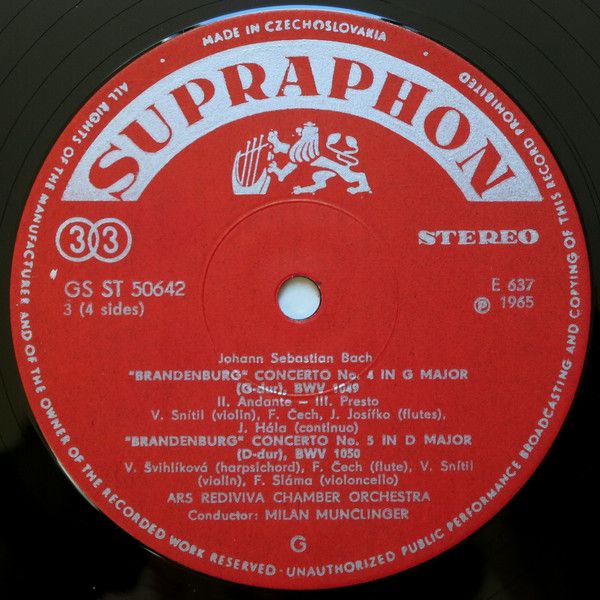 MADE IN CZECHOSLOVAKIA
ALL RIGHTS OF THE MANUFACTURER AND OF THE OWNER OF THE RECORDED WORK RESERVED · UNAUTHORIZED PUBLIC PERFORMANCE BROADCASTING AND COPYING OF THIS RECORD PROHIBITED
SUPRAPHON
33
STEREO
GS ST 50642
3 (4 sides)
E 637
℗ 1965
Johann Sebastian Bach
"BRANDENBURG" CONCERTO No. 4 IN G MAJOR
(G-dur), BWV 1049
II. Andante – III. Presto
V. Snítil (violin), F. Čech, J. Josífko (flutes),
J. Hála (continuo)
"BRANDENBURG" CONCERTO No. 5 IN D MAJOR
(D-dur), BWV 1050
V. Švihlíková (harpsichord), F. Čech (flute), V. Snítil
(violin), F. Sláma (violoncello)
ARS REDIVIVA CHAMBER ORCHESTRA
Conductor: MILAN MUNCLINGER
G